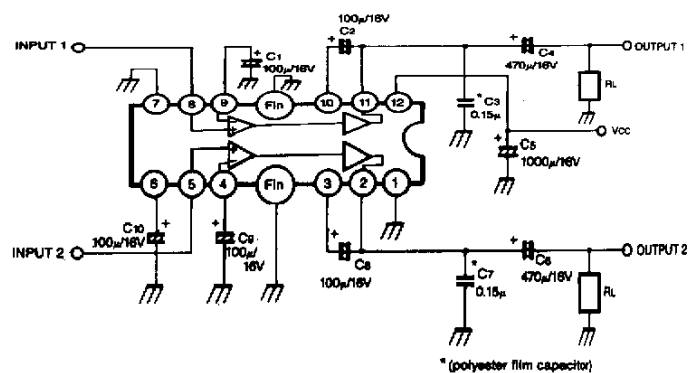 100μ/16V
C2
INPUT 1
C1
100μ/16V
C4
470μ/16V
OUTPUT 1
RL
7
8
9
Fin
10
11
12
* C3
0.15μ
VCC
C5
1000μ/16V
6
5
4
Fin
3
2
1
C10
100μ/16V
INPUT 2
C9
100μ/
16V
C8
100μ/16V
* C7
0.15μ
C6
470μ/16V
OUTPUT 2
RL
* (polyester film capacitor)